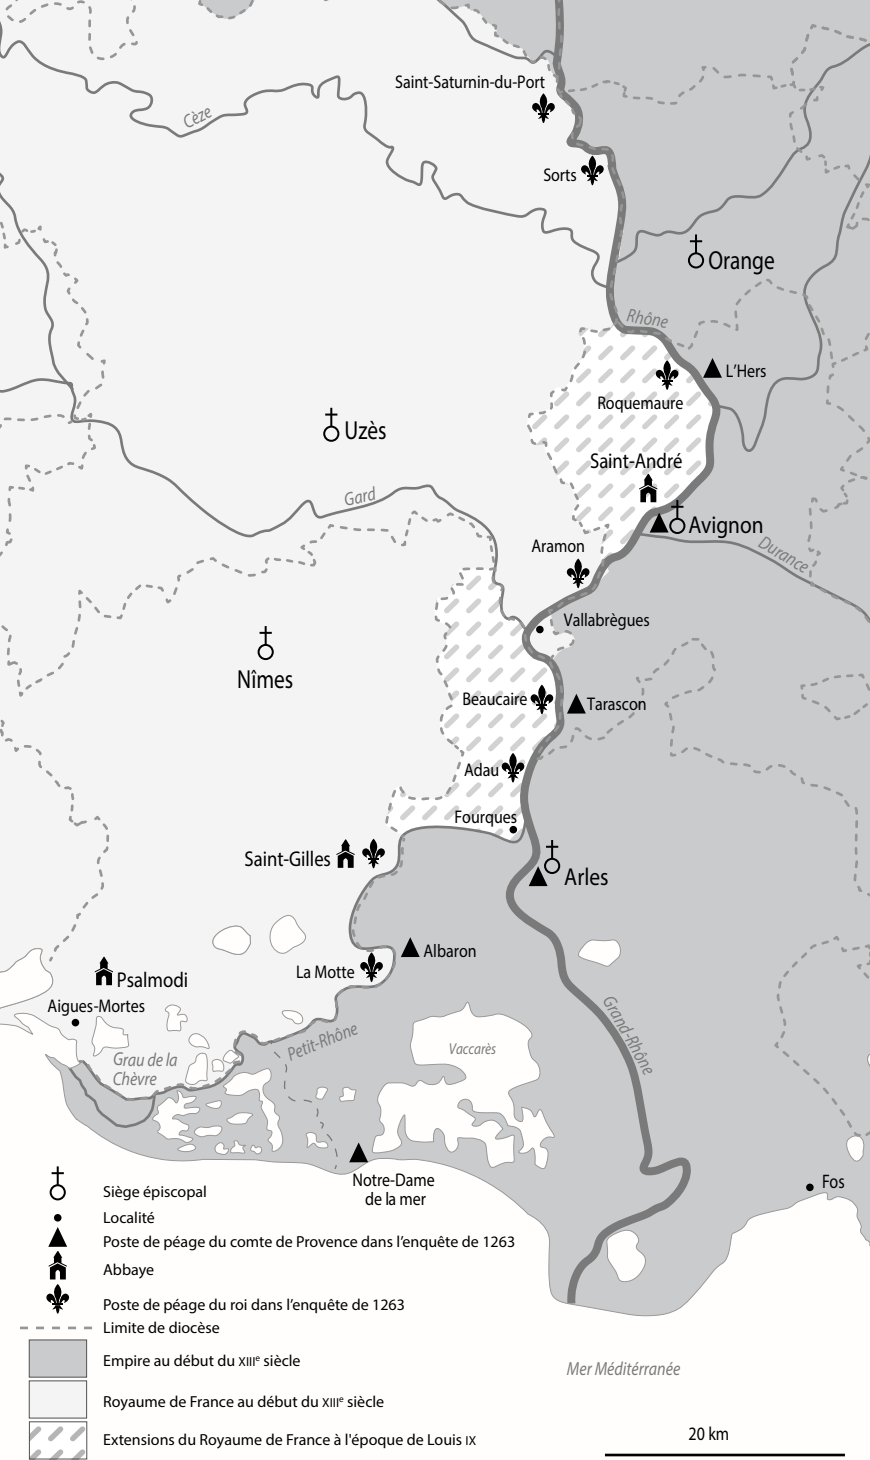 Saint-Saturnin-du-Port
Cèze
Sorts
Orange
Rhône
L'Hers
Roquemaure
Uzès
Saint-André
Gard
Avignon
Aramon
Durance
Vallabrègues
Nîmes
Beaucaire
Tarascon
Adau
Fourques
Saint-Gilles
Arles
Albaron
La Motte
Psalmodi
Aigues-Mortes
Grand-Rhône
Petit-Rhône
Vaccarès
Grau de la
Chèvre
Notre-Dame
de la mer
Fos
Siège épiscopal
Localité
Poste de péage du comte de Provence dans l'enquête de 1263
Abbaye
Poste de péage du roi dans l'enquête de 1263
Limite de diocèse
Empire au début du XIIIe siècle
Mer Méditérranée
Royaume de France au début du XIIIe siècle
Extensions du Royaume de France à l'époque de Louis IX
20 km